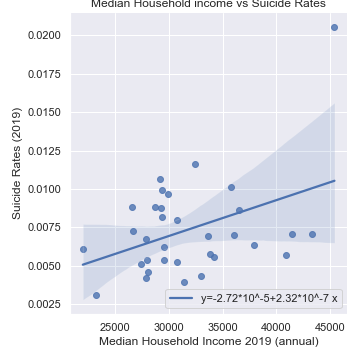 Median Household income vs Suicide Rates
0.0200
0.0175
0.0150
0.0125
0.0100
0.0075
0.0050
0.0025
Suicide Rates (2019)
y=-2.72*10^-5+2.32*10^-7 x
25000 30000 35000 40000 45000
Median Household Income 2019 (annual)